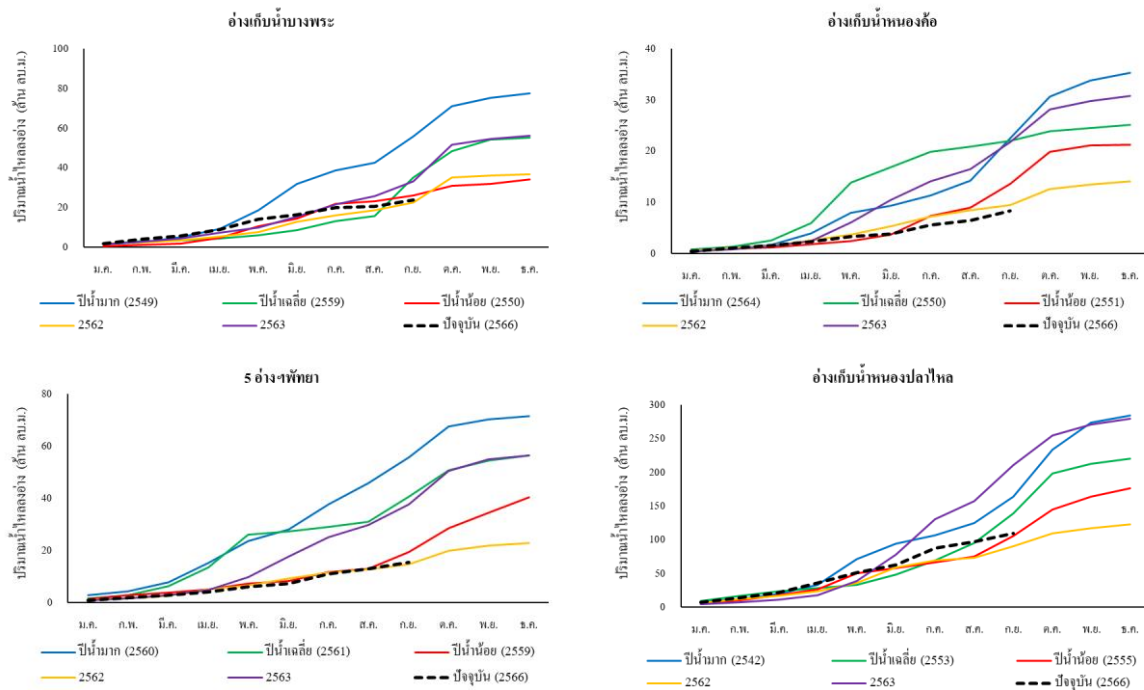 อ่างเก็บน้ำบางพระ
ปริมาณน้ำไหลลงอ่าง (ล้าน ลบ.ม.)
100
80
60
40
20
0
ม.ค. ก.พ. มี.ค. เม.ย. พ.ค. มิ.ย. ก.ค. ส.ค. ก.ย. ต.ค. พ.ย. ธ.ค.
ปีน้ำมาก (2549) ปีน้ำเฉลี่ย (2559) ปีน้ำน้อย (2550)
2562 2563 ปัจจุบัน (2566)
อ่างเก็บน้ำหนองค้อ
ปริมาณน้ำไหลลงอ่าง (ล้าน ลบ.ม.)
40
30
20
10
0
ม.ค. ก.พ. มี.ค. เม.ย. พ.ค. มิ.ย. ก.ค. ส.ค. ก.ย. ต.ค. พ.ย. ธ.ค.
ปีน้ำมาก (2564) ปีน้ำเฉลี่ย (2550) ปีน้ำน้อย (2551)
2562 2563 ปัจจุบัน (2566)
5 อ่างฯพัทยา
ปริมาณน้ำไหลลงอ่าง (ล้าน ลบ.ม.)
80
60
40
20
0
ม.ค. ก.พ. มี.ค. เม.ย. พ.ค. มิ.ย. ก.ค. ส.ค. ก.ย. ต.ค. พ.ย. ธ.ค.
ปีน้ำมาก (2560) ปีน้ำเฉลี่ย (2561) ปีน้ำน้อย (2559)
2562 2563 ปัจจุบัน (2566)
อ่างเก็บน้ำหนองปลาไหล
ปริมาณน้ำไหลลงอ่าง (ล้าน ลบ.ม.)
300
250
200
150
100
50
0
ม.ค. ก.พ. มี.ค. เม.ย. พ.ค. มิ.ย. ก.ค. ส.ค. ก.ย. ต.ค. พ.ย. ธ.ค.
ปีน้ำมาก (2542) ปีน้ำเฉลี่ย (2553) ปีน้ำน้อย (2555)
2562 2563 ปัจจุบัน (2566)